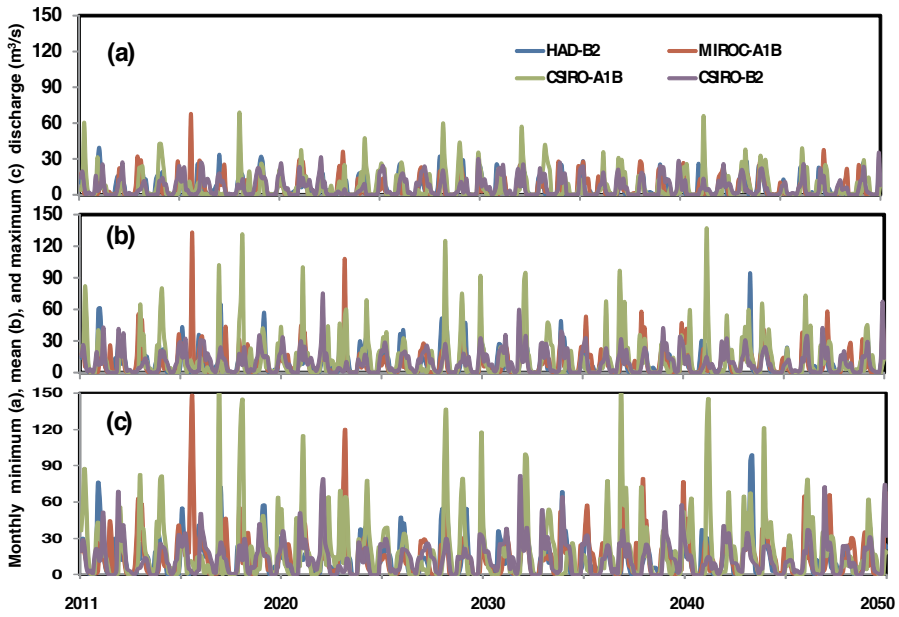 Monthly minimum (a), mean (b), and maximum (c) discharge (m³/s)
150
120
90
60
30
0
(a)
HAD-B2
MIROC-A1B
CSIRO-A1B
CSIRO-B2
150
120
90
60
30
0
(b)
150
120
90
60
30
0
(c)
2011
2020
2030
2040
2050